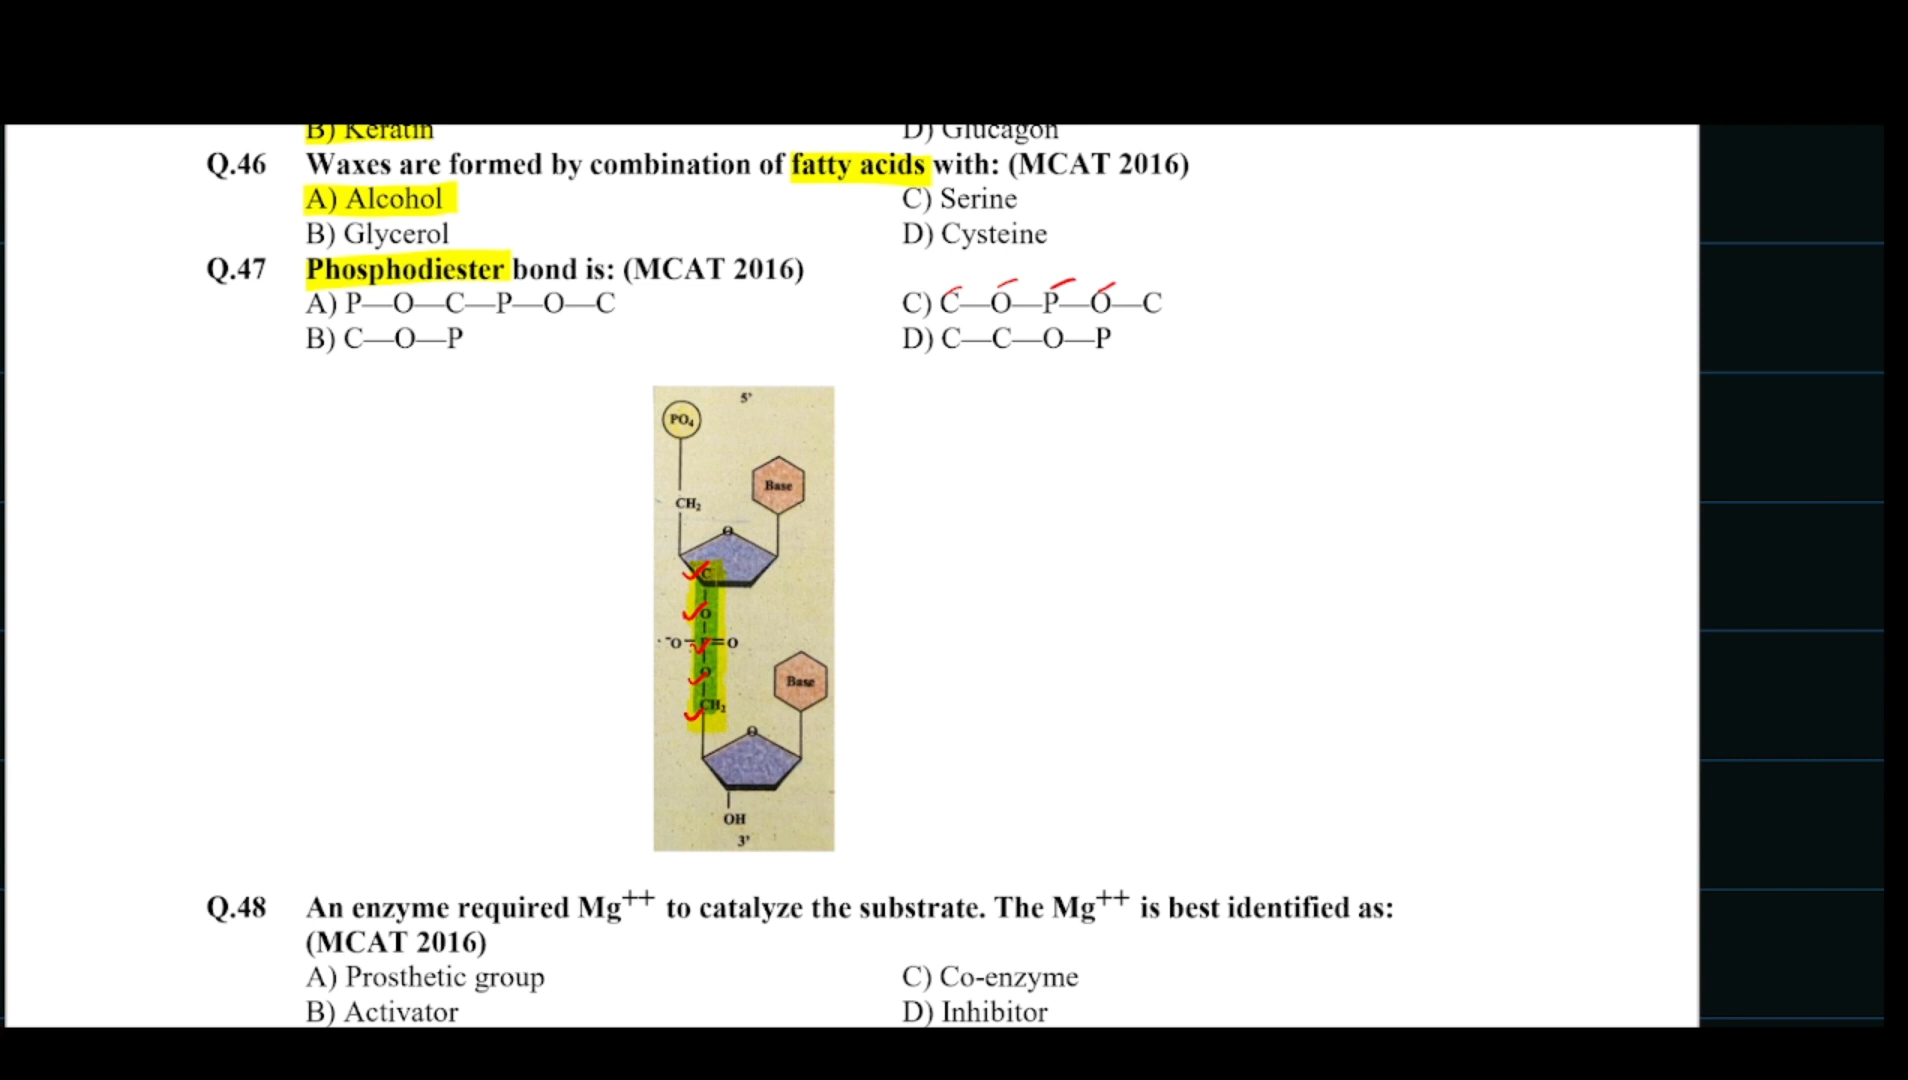 B) Keratin D) Glucagon
Q.46 Waxes are formed by combination of fatty acids with: (MCAT 2016)
A) Alcohol C) Serine
B) Glycerol D) Cysteine
Q.47 Phosphodiester bond is: (MCAT 2016)
A) P—O—C—P—O—C C) C—O—P—O—C
B) C—O—P D) C—C—O—P
5'
PO₄
Base
CH₂
O
C
O
⁻O—P=O
O
Base
CH₂
O
OH
3'
Q.48 An enzyme required Mg⁺⁺ to catalyze the substrate. The Mg⁺⁺ is best identified as:
(MCAT 2016)
A) Prosthetic group C) Co-enzyme
B) Activator D) Inhibitor